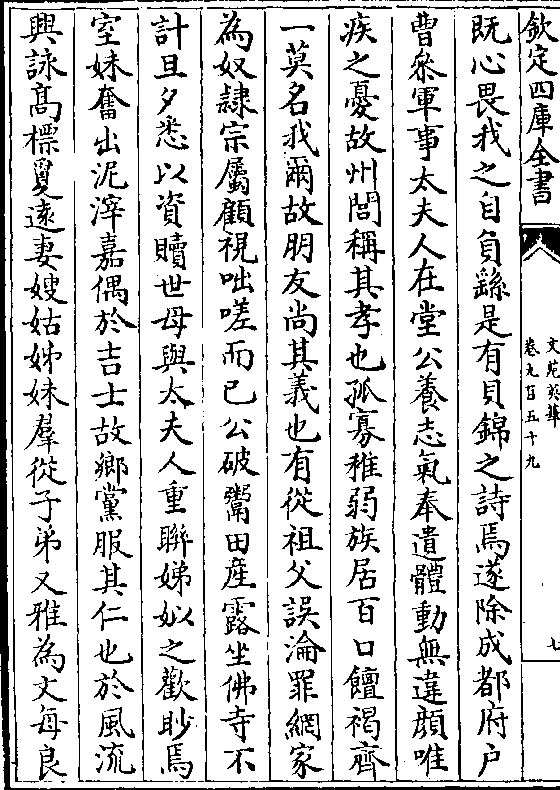 欽定四庫全書
文苑英華
卷九百五十九
七
既心畏我之自負繇是有貝錦之詩焉遂除成都府户
曹叅軍事太夫人在堂公養志氣奉遺體動無違顔唯
疾之憂故州閭稱其孝也孤寡稚弱族居百口饘褐齊
一莫名我爾故朋友尚其義也有從祖父誤淪罪網家
為奴隷宗屬顧視咄嗟而已公破鬻田産露坐佛寺不
計旦夕悉以資贖世母與太夫人重聯娣姒之歡眇焉
室妹奮出泥滓嘉偶於吉士故鄉黨服其仁也於風流
興詠髙標夐遠妻嫂姑姊妹羣從子弟又雅為文每良